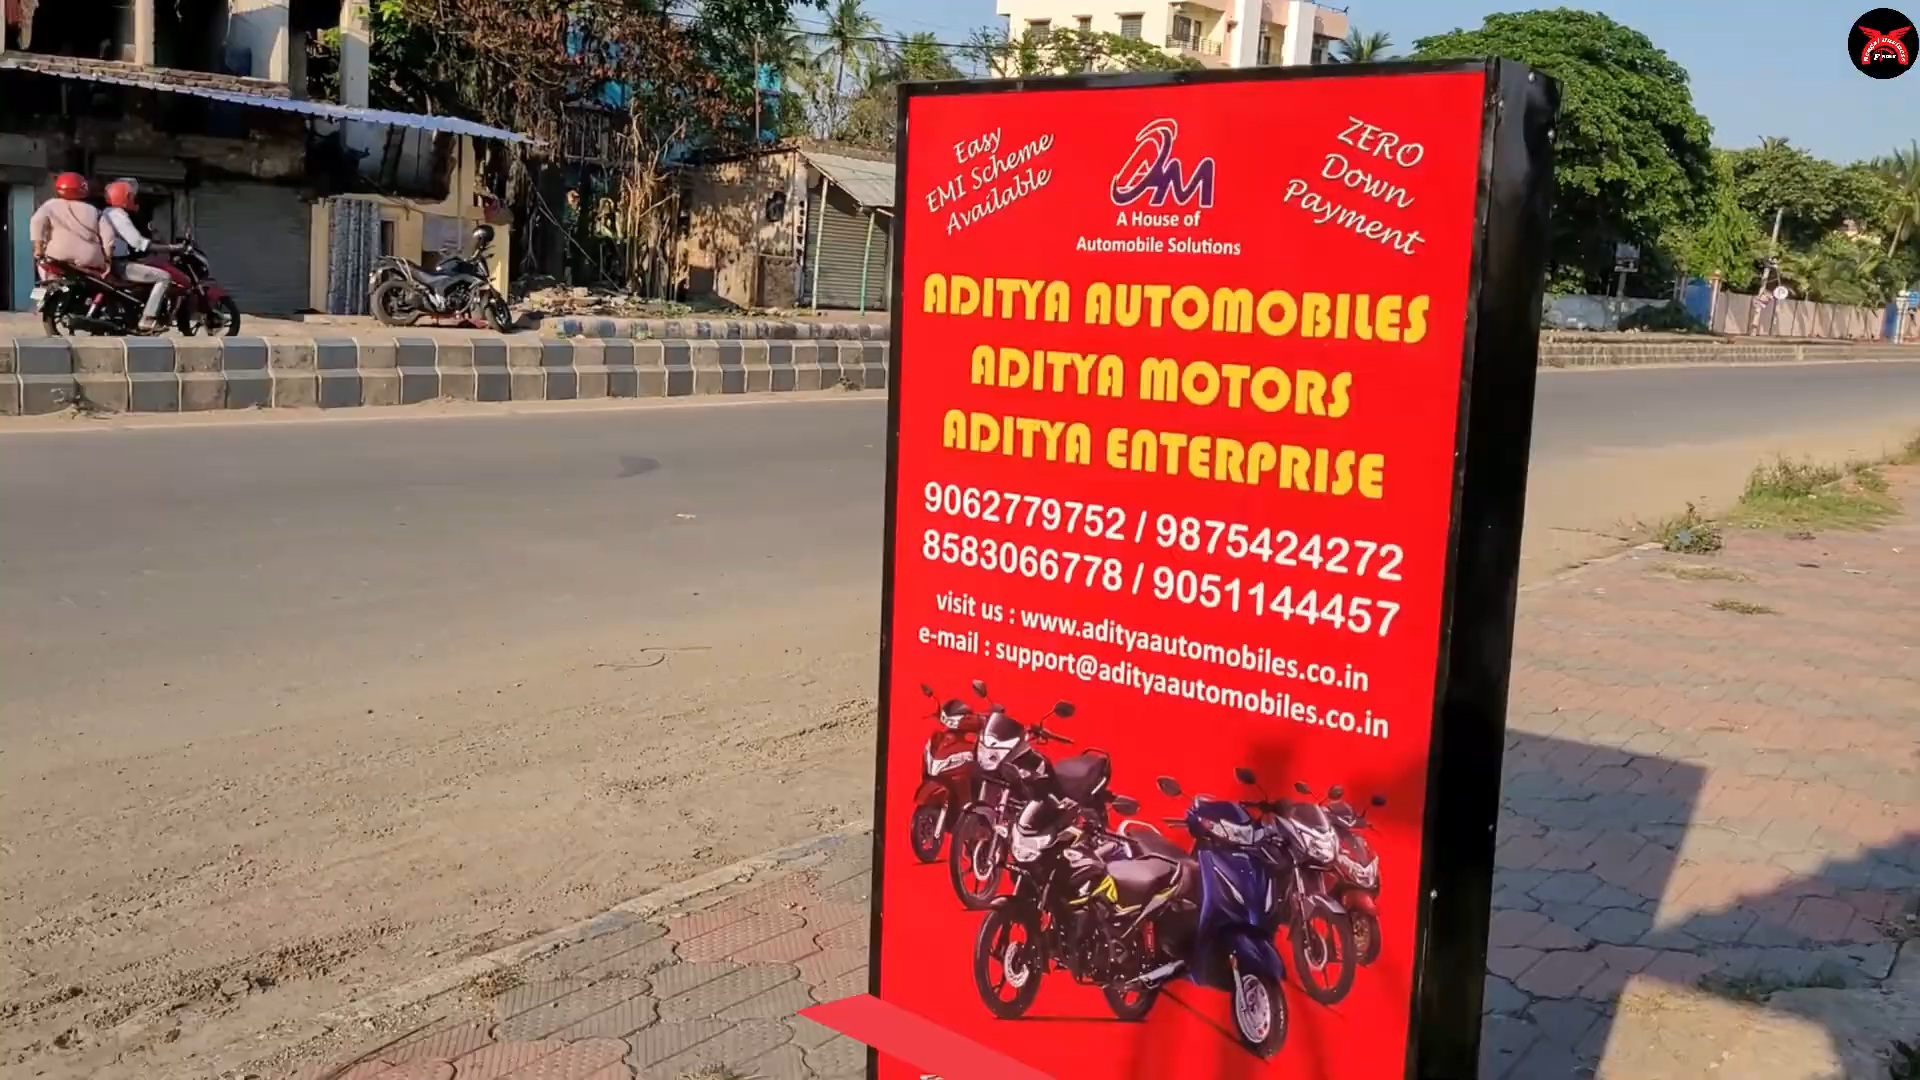 Easy
EMI Scheme
Available
AM
A House of
Automobile Solutions
ZERO
Down
Payment
ADITYA AUTOMOBILES
ADITYA MOTORS
ADITYA ENTERPRISE
9062779752 / 9875424272
8583066778 / 9051144457
visit us : www.adityaautomobiles.co.in
e-mail : support@adityaautomobiles.co.in